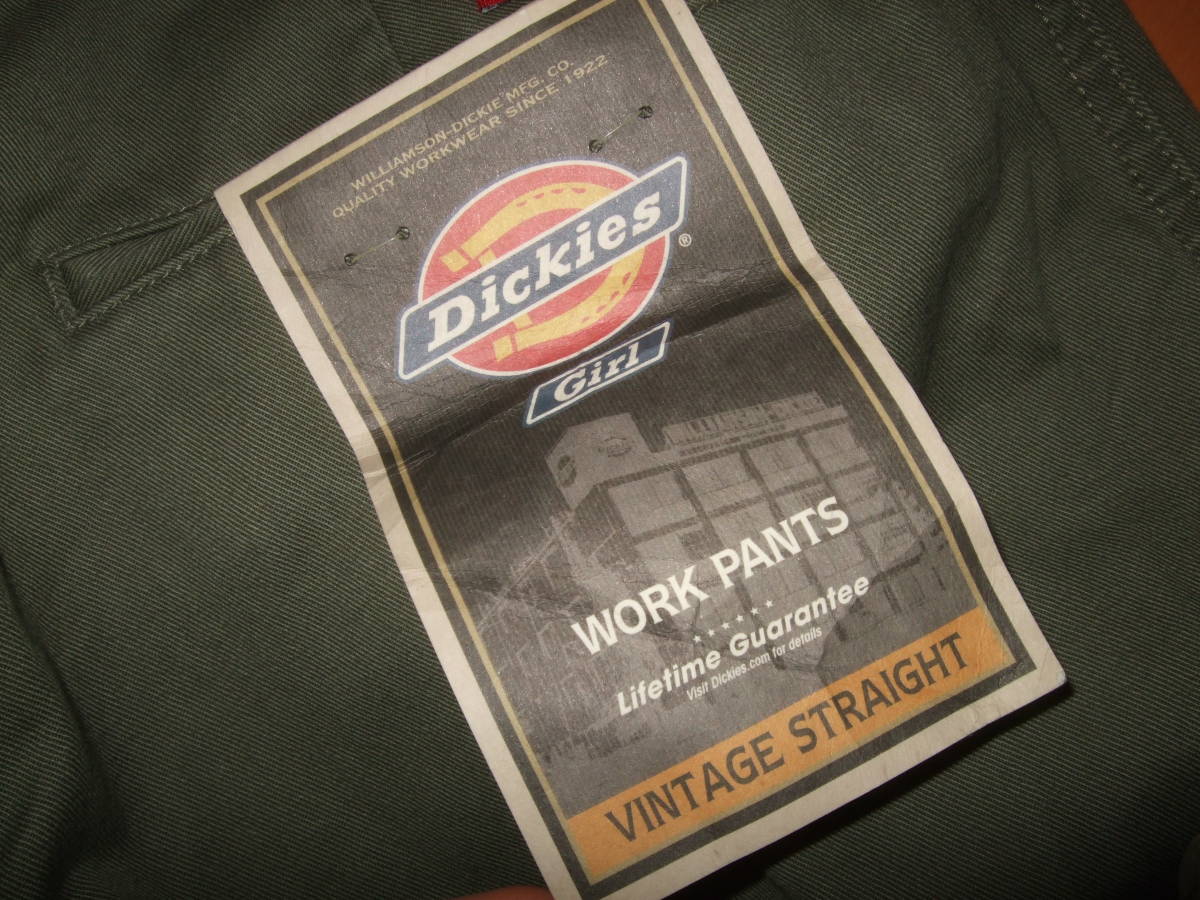 WILLIAMSON-DICKIE MFG. CO.
QUALITY WORKWEAR SINCE 1922
Dickies®
Girl
WORK PANTS
Lifetime Guarantee
Visit Dickies.com for details
VINTAGE STRAIGHT